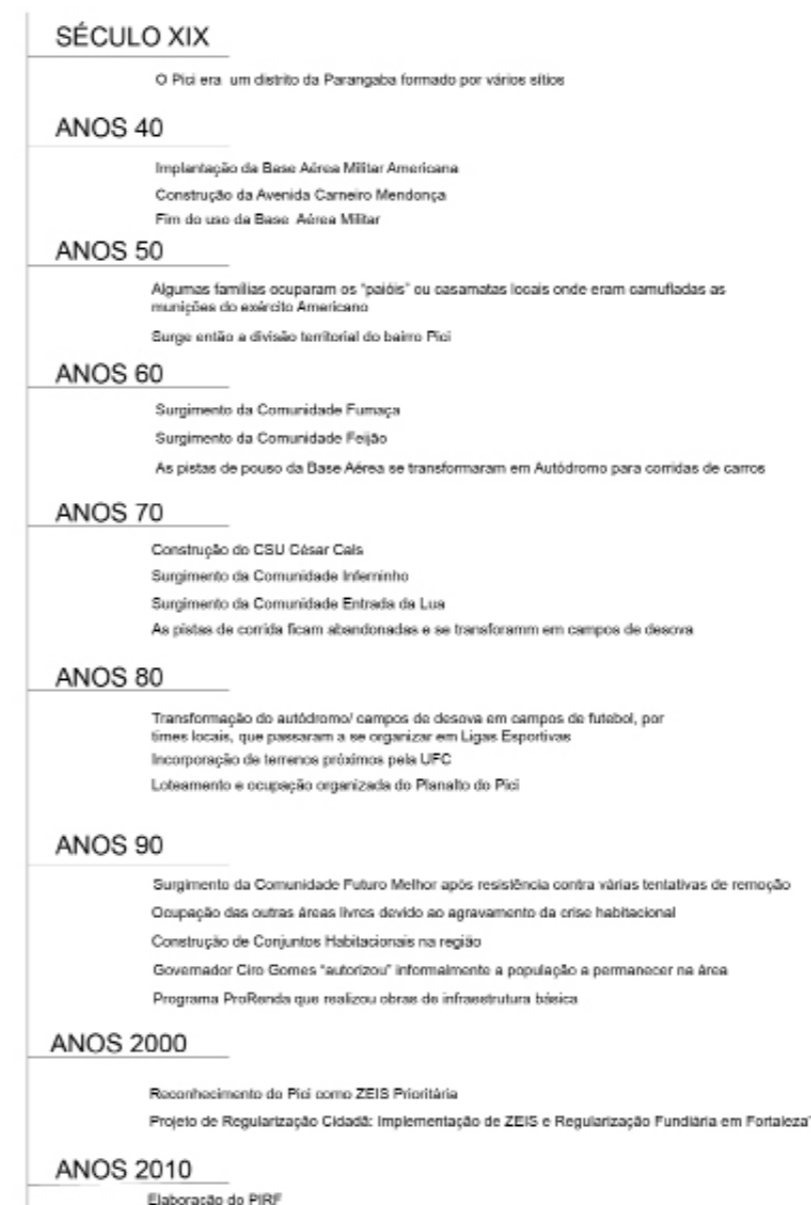 SÉCULO XIX
O Pici era um distrito da Parangaba formado por vários sítios
ANOS 40
Implantação da Base Aérea Militar Americana
Construção da Avenida Carneiro Mendonça
Fim do uso da Base Aérea Militar
ANOS 50
Algumas famílias ocuparam os "paióis" ou casamatas locais onde eram camufladas as
munições do exército Americano
Surge então a divisão territorial do bairro Pici
ANOS 60
Surgimento da Comunidade Fumaça
Surgimento da Comunidade Feijão
As pistas de pouso da Base Aérea se transformaram em Autódromo para corridas de carros
ANOS 70
Construção do CSU César Cals
Surgimento da Comunidade Inferninho
Surgimento da Comunidade Entrada da Lua
As pistas de corrida ficam abandonadas e se transforamm em campos de desova
ANOS 80
Transformação do autódromo/ campos de desova em campos de futebol, por
times locais, que passaram a se organizar em Ligas Esportivas
Incorporação de terrenos próximos pela UFC
Loteamento e ocupação organizada do Planalto do Pici
ANOS 90
Surgimento da Comunidade Futuro Melhor após resistência contra várias tentativas de remoção
Ocupação das outras áreas livres devido ao agravamento da crise habitacional
Construção de Conjuntos Habitacionais na região
Governador Ciro Gomes "autorizou" informalmente a população a permanecer na área
Programa ProRenda que realizou obras de infraestrutura básica
ANOS 2000
Reconhecimento do Pici como ZEIS Prioritária
Projeto de Regulartzação Cidadã: Implementação de ZEIS e Regularização Fundiária em Fortaleza"
ANOS 2010
Elaboração do PIRF